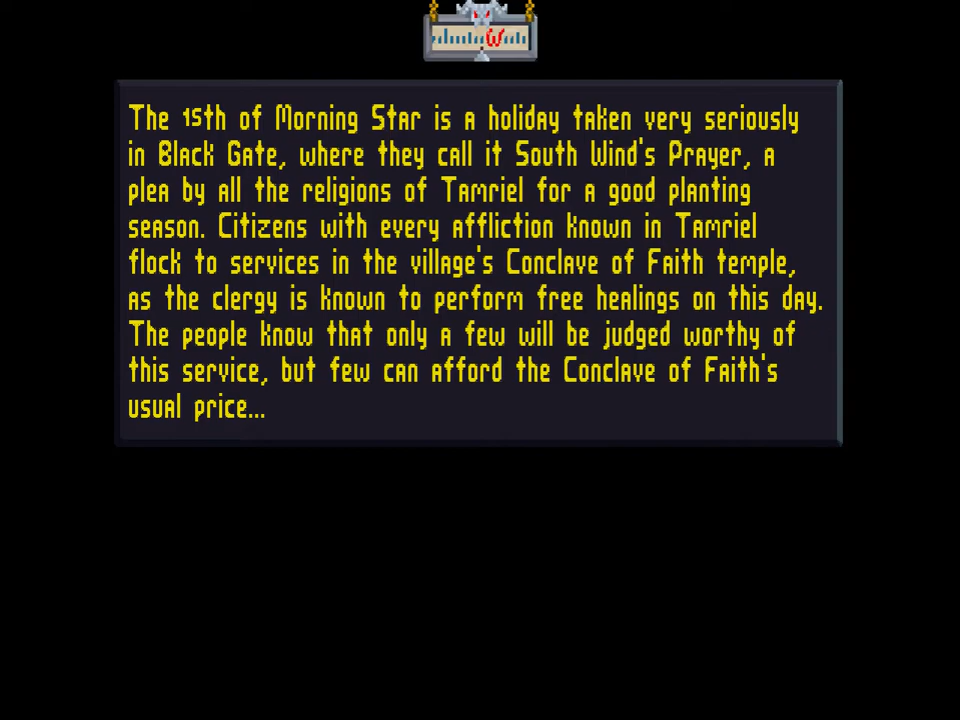 W
The 15th of Morning Star is a holiday taken very seriously
in Black Gate, where they call it South Wind's Prayer, a
plea by all the religions of Tamriel for a good planting
season. Citizens with every affliction known in Tamriel
flock to services in the village's Conclave of Faith temple,
as the clergy is known to perform free healings on this day.
The people know that only a few will be judged worthy of
this service, but few can afford the Conclave of Faith's
usual price...